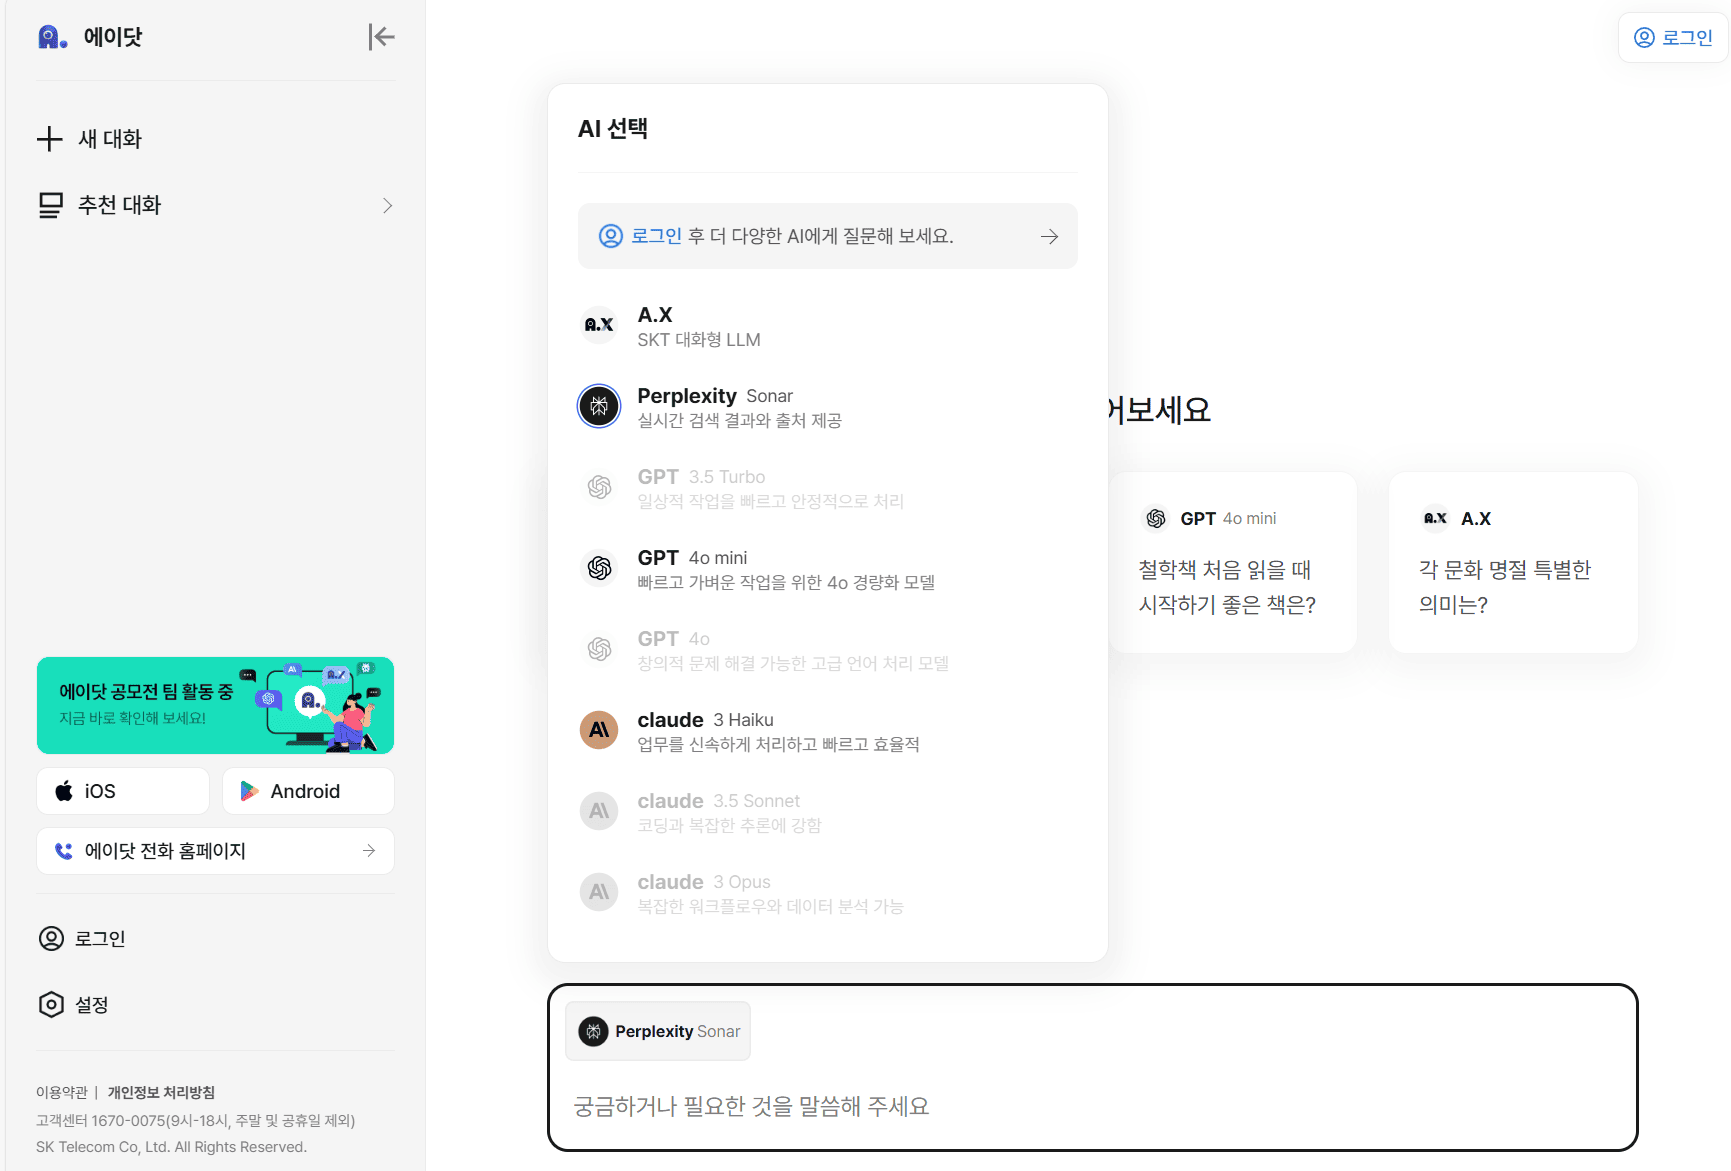 에이닷
로그인
새 대화
추천 대화
에이닷 공모전 팀 활동 중
지금 바로 확인해 보세요!
iOS
Android
에이닷 전화 홈페이지
로그인
설정
이용약관 | 개인정보 처리방침
고객센터 1670-0075(9시-18시, 주말 및 공휴일 제외)
SK Telecom Co, Ltd. All Rights Reserved.
AI 선택
로그인 후 더 다양한 AI에게 질문해 보세요.
A.X
SKT 대화형 LLM
Perplexity Sonar
실시간 검색 결과와 출처 제공
GPT 3.5 Turbo
일상적 작업을 빠르고 안정적으로 처리
GPT 4o mini
빠르고 가벼운 작업을 위한 4o 경량화 모델
GPT 4o
창의적 문제 해결 가능한 고급 언어 처리 모델
claude 3 Haiku
업무를 신속하게 처리하고 빠르고 효율적
claude 3.5 Sonnet
코딩과 복잡한 추론에 강함
claude 3 Opus
복잡한 워크플로우와 데이터 분석 가능
어보세요
GPT 4o mini
철학책 처음 읽을 때
시작하기 좋은 책은?
A.X
각 문화 명절 특별한
의미는?
Perplexity Sonar
궁금하거나 필요한 것을 말씀해 주세요